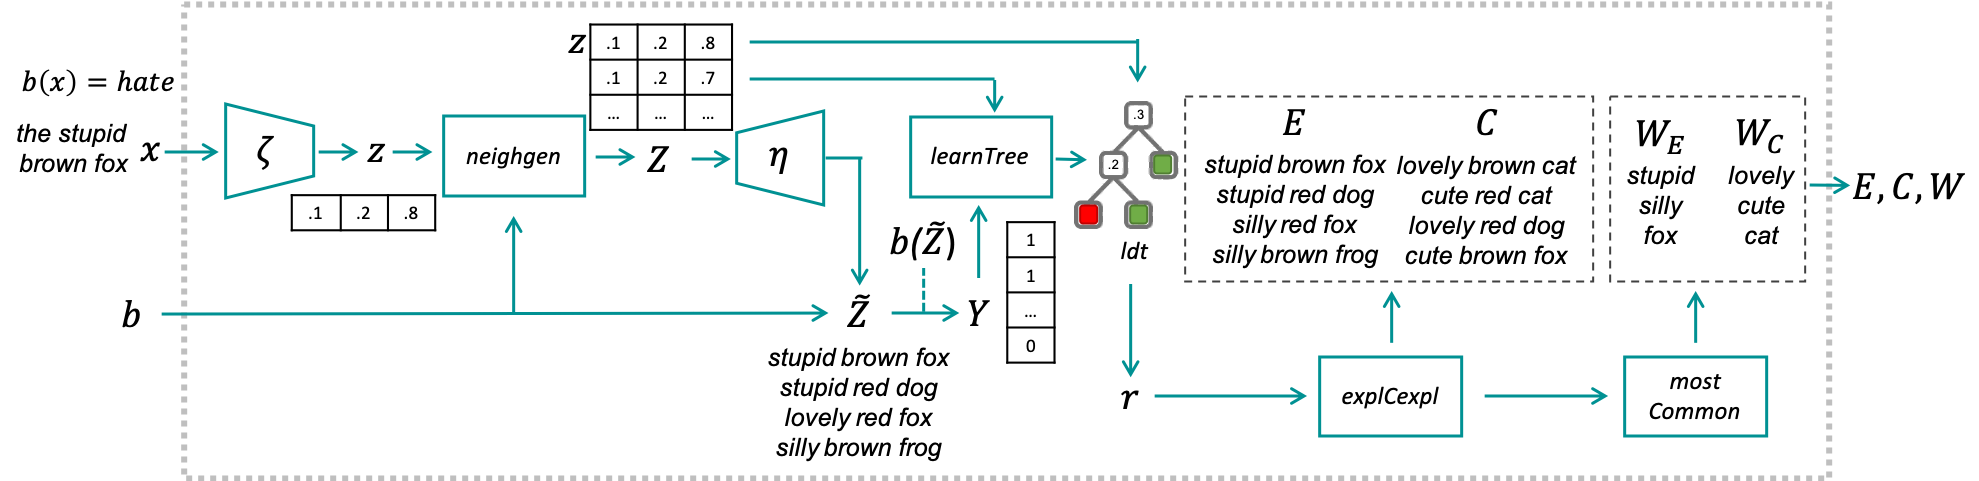 b(x) = hate
the stupid
brown fox x
ζ
z
.1 .2 .8
neighgen
z .1 .2 .8
.1 .2 .7
... ... ...
Z
η
b
b(Z̃)
Z̃
stupid brown fox
stupid red dog
lovely red fox
silly brown frog
Y
1
1
...
0
learnTree
.3
.2
ldt
r
E C
stupid brown fox lovely brown cat
stupid red dog cute red cat
silly red fox lovely red dog
silly brown frog cute brown fox
explCexpl
W_E W_C
stupid lovely
silly cute
fox cat
most
Common
E, C, W